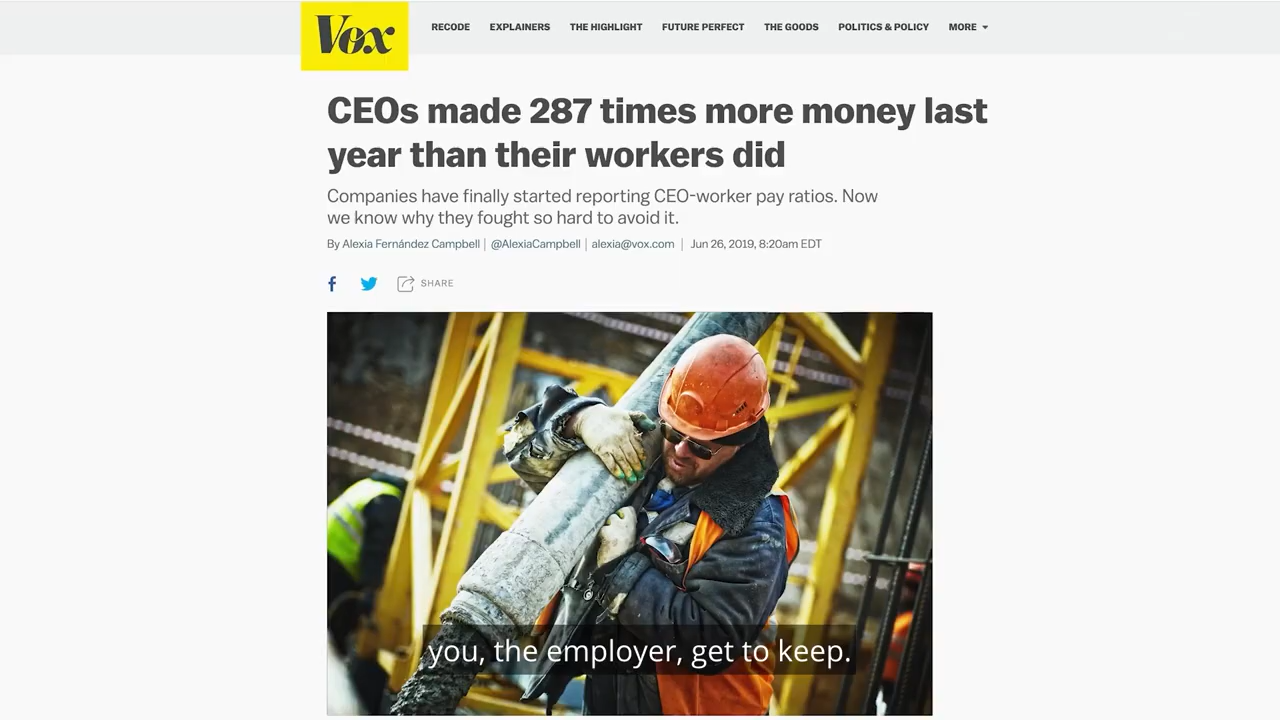 Vox
RECODE EXPLAINERS THE HIGHLIGHT FUTURE PERFECT THE GOODS POLITICS & POLICY MORE
CEOs made 287 times more money last
year than their workers did
Companies have finally started reporting CEO-worker pay ratios. Now
we know why they fought so hard to avoid it.
By Alexia Fernández Campbell | @AlexiaCampbell | alexia@vox.com | Jun 26, 2019, 8:20am EDT
SHARE
you, the employer, get to keep.